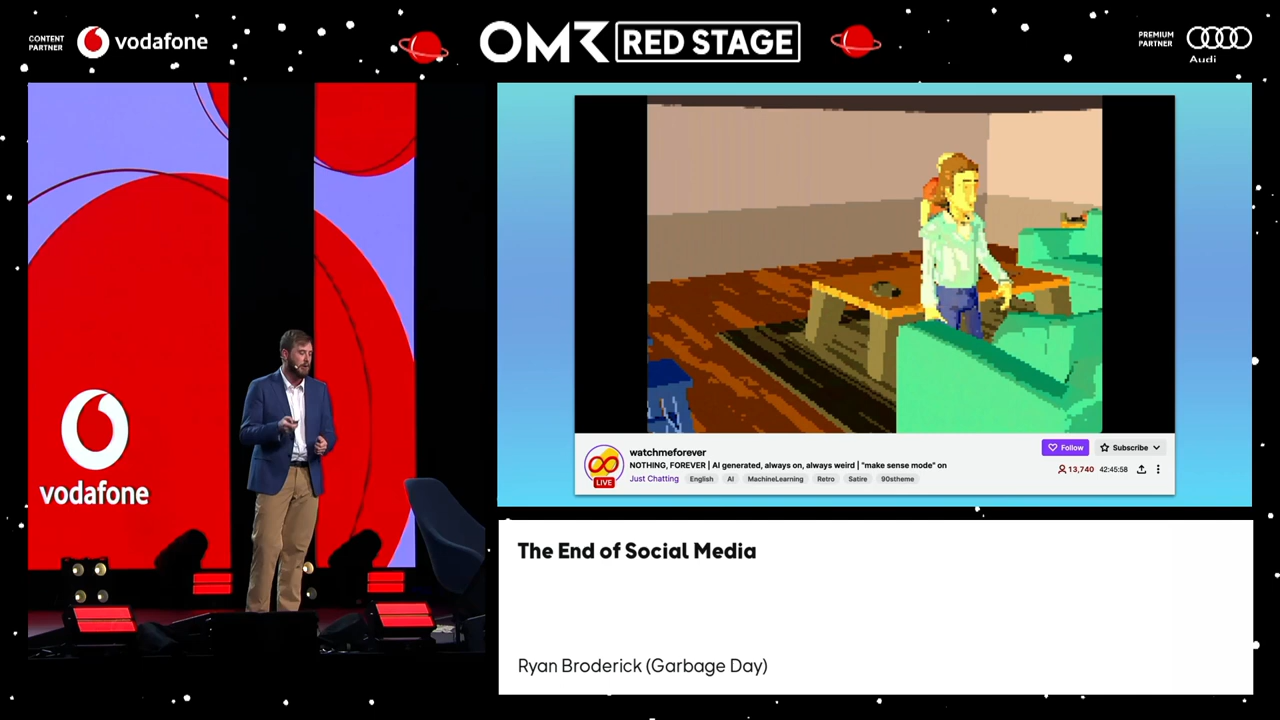 CONTENT
PARTNER
vodafone
OMR RED STAGE
PREMIUM
PARTNER
Audi
vodafone
watchmeforever
NOTHING, FOREVER | AI generated, always on, always weird | "make sense mode" on
Just Chatting English AI MachineLearning Retro Satire 90stheme
LIVE
Follow
Subscribe
13,740 42:45:58
The End of Social Media
Ryan Broderick (Garbage Day)